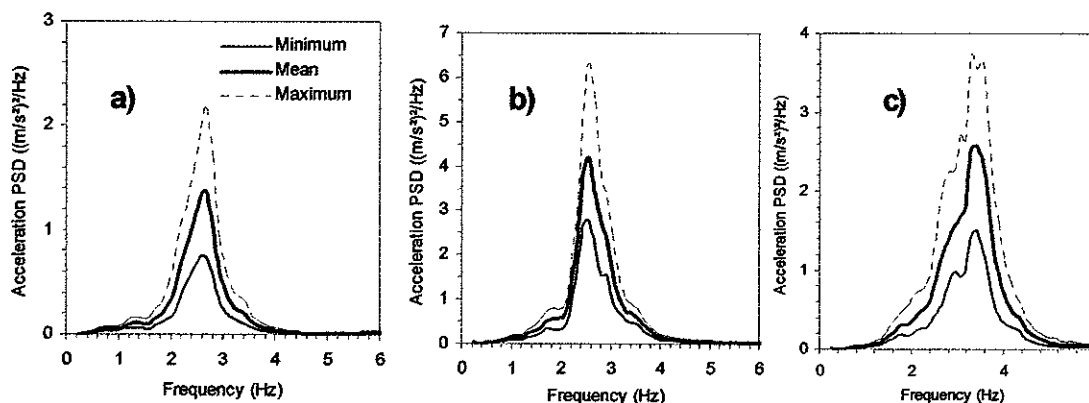 3
2
1
0
Acceleration PSD ((m/s²)²/Hz)
Minimum
Mean
Maximum
a)
0 1 2 3 4 5 6
Frequency (Hz)
7
6
5
4
3
2
1
0
Acceleration PSD ((m/s²)²/Hz)
b)
0 1 2 3 4 5 6
Frequency (Hz)
4
3
2
1
0
Acceleration PSD ((m/s²)²/Hz)
c)
0 2 4
Frequency (Hz)